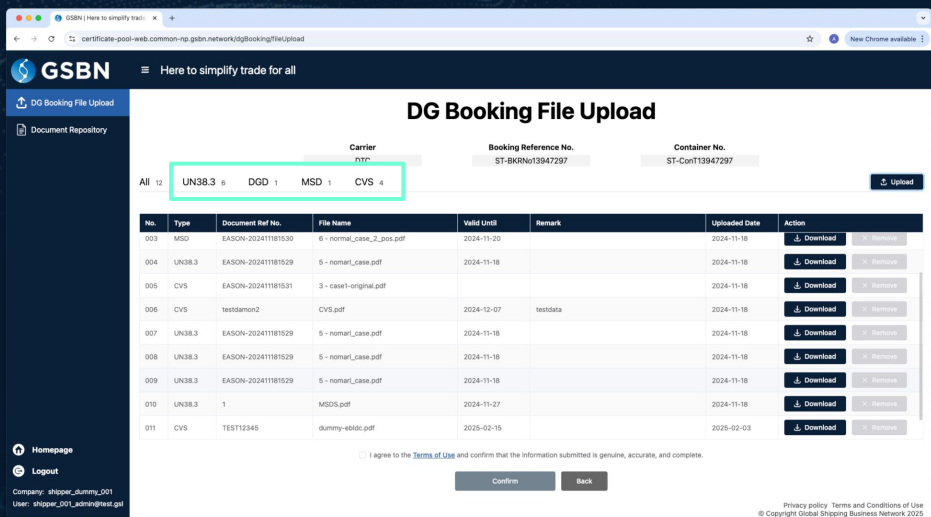 GSBN | Here to simplify trade
certificate-pool-web.common-np.gsbn.network/dgBooking/fileUpload
New Chrome available
GSBN
Here to simplify trade for all
DG Booking File Upload
Document Repository
DG Booking File Upload
Carrier Booking Reference No. Container No.
DTC ST-BKRNo13947297 ST-ConT13947297
All 12 UN38.3 6 DGD 1 MSD 1 CVS 4
Upload
No. Type Document Ref No. File Name Valid Until Remark Uploaded Date Action
003 MSD EASON-202411181530 6 - normal_case_2_pos.pdf 2024-11-20 2024-11-18 Download × Remove
004 UN38.3 EASON-202411181529 5 - nomarl_case.pdf 2024-11-18 2024-11-18 Download × Remove
005 CVS EASON-202411181531 3 - case1-original.pdf 2024-11-18 Download × Remove
006 CVS testdamon2 CVS.pdf 2024-12-07 testdata 2024-11-18 Download × Remove
007 UN38.3 EASON-202411181529 5 - nomarl_case.pdf 2024-11-18 2024-11-18 Download × Remove
008 UN38.3 EASON-202411181529 5 - nomarl_case.pdf 2024-11-18 2024-11-18 Download × Remove
009 UN38.3 EASON-202411181529 5 - nomarl_case.pdf 2024-11-18 2024-11-18 Download × Remove
010 UN38.3 1 MSDS.pdf 2024-11-27 2024-11-18 Download × Remove
011 CVS TEST12345 dummy-ebldc.pdf 2025-02-15 2025-02-03 Download × Remove
I agree to the Terms of Use and confirm that the information submitted is genuine, accurate, and complete.
Confirm Back
Homepage
Logout
Company: shipper_dummy_001
User: shipper_001_admin@test.gsl
Privacy policy Terms and Conditions of Use
© Copyright Global Shipping Business Network 2025